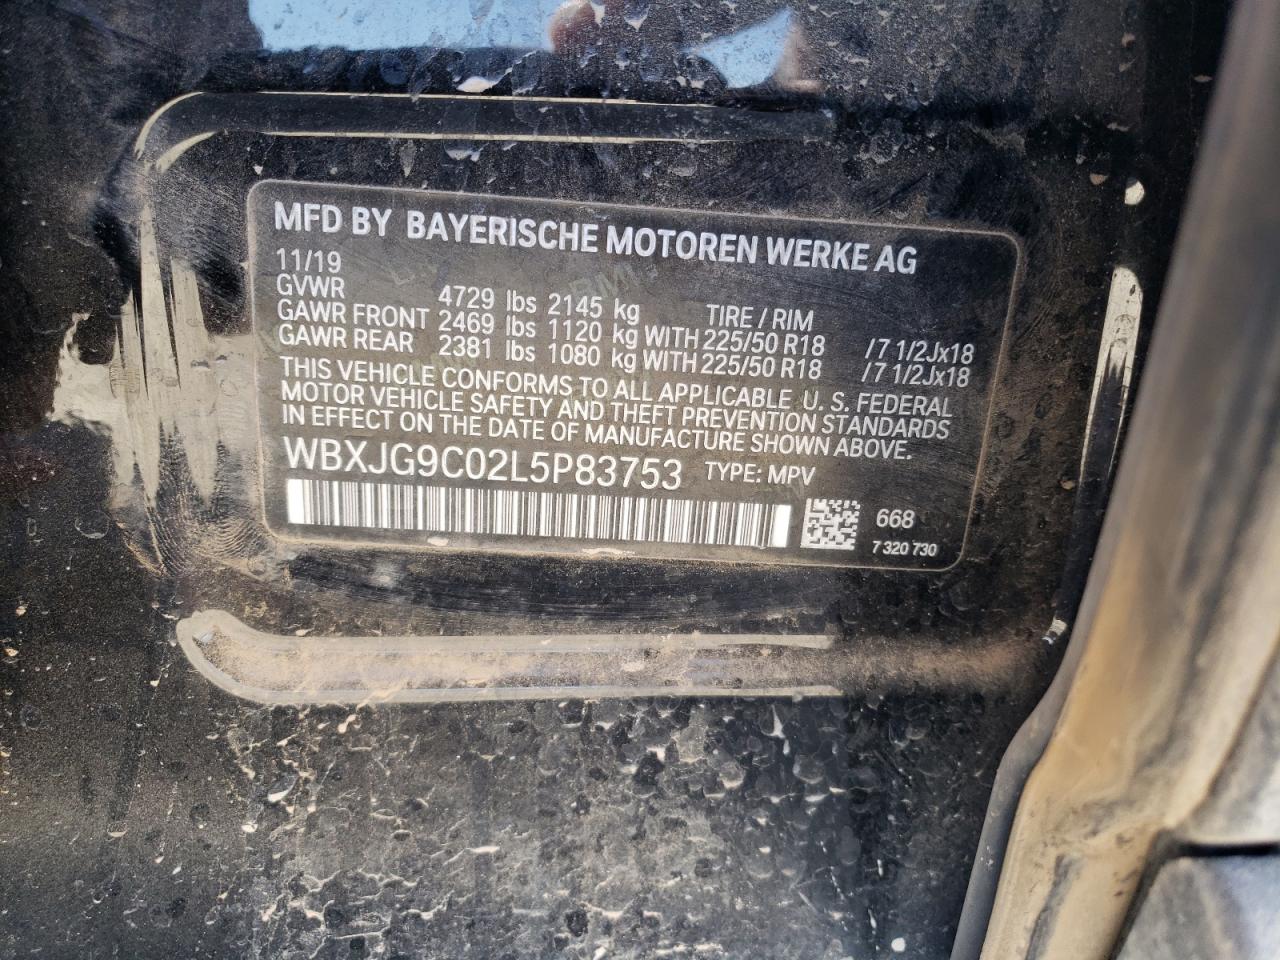 MFD BY BAYERISCHE MOTOREN WERKE AG
11/19
GVWR 4729 lbs 2145 kg TIRE / RIM
GAWR FRONT 2469 lbs 1120 kg WITH 225/50 R18 /7 1/2Jx18
GAWR REAR 2381 lbs 1080 kg WITH 225/50 R18 /7 1/2Jx18
THIS VEHICLE CONFORMS TO ALL APPLICABLE U. S. FEDERAL
MOTOR VEHICLE SAFETY AND THEFT PREVENTION STANDARDS
IN EFFECT ON THE DATE OF MANUFACTURE SHOWN ABOVE.
WBXJG9C02L5P83753 TYPE: MPV
668
7 320 730